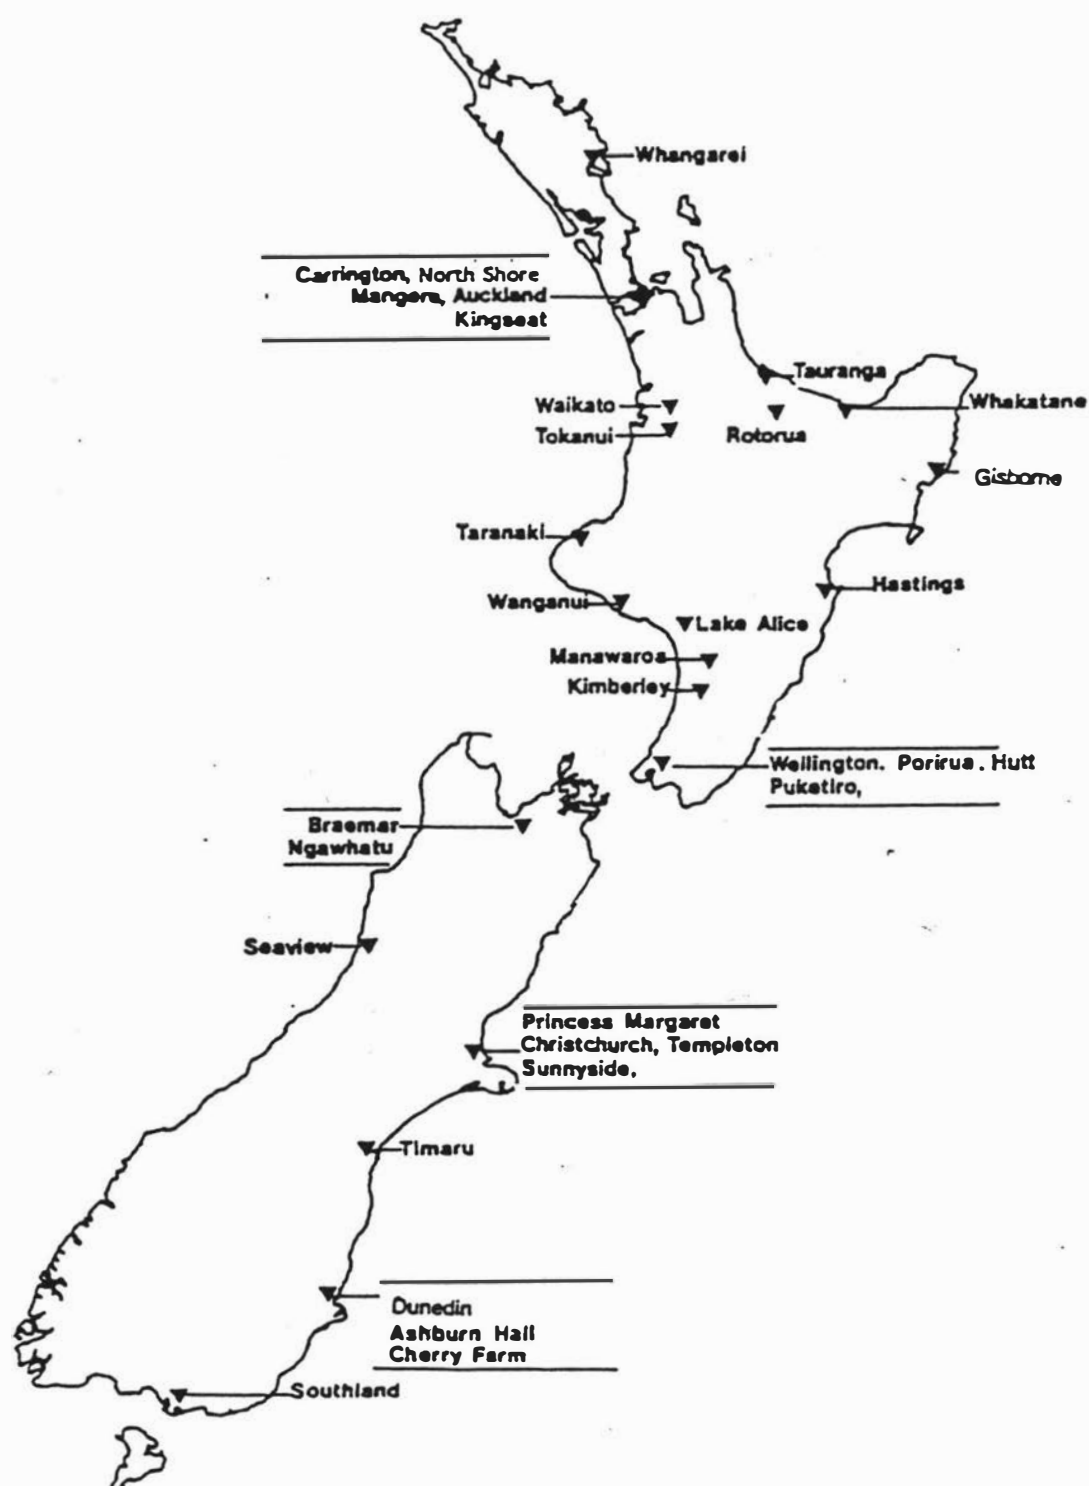 Whangarei
Carrington, North Shore
Mangere, Auckland
Kingseat
Tauranga
Waikato
Whakatane
Tokanui
Rotorua
Gisborne
Taranaki
Hastings
Wanganui
Lake Alice
Manawaroa
Kimberley
Wellington. Porirua. Hutt
Puketiro,
Braemar
Ngawhatu
Seaview
Princess Margaret
Christchurch, Templeton
Sunnyside,
Timaru
Dunedin
Ashburn Hall
Cherry Farm
Southland